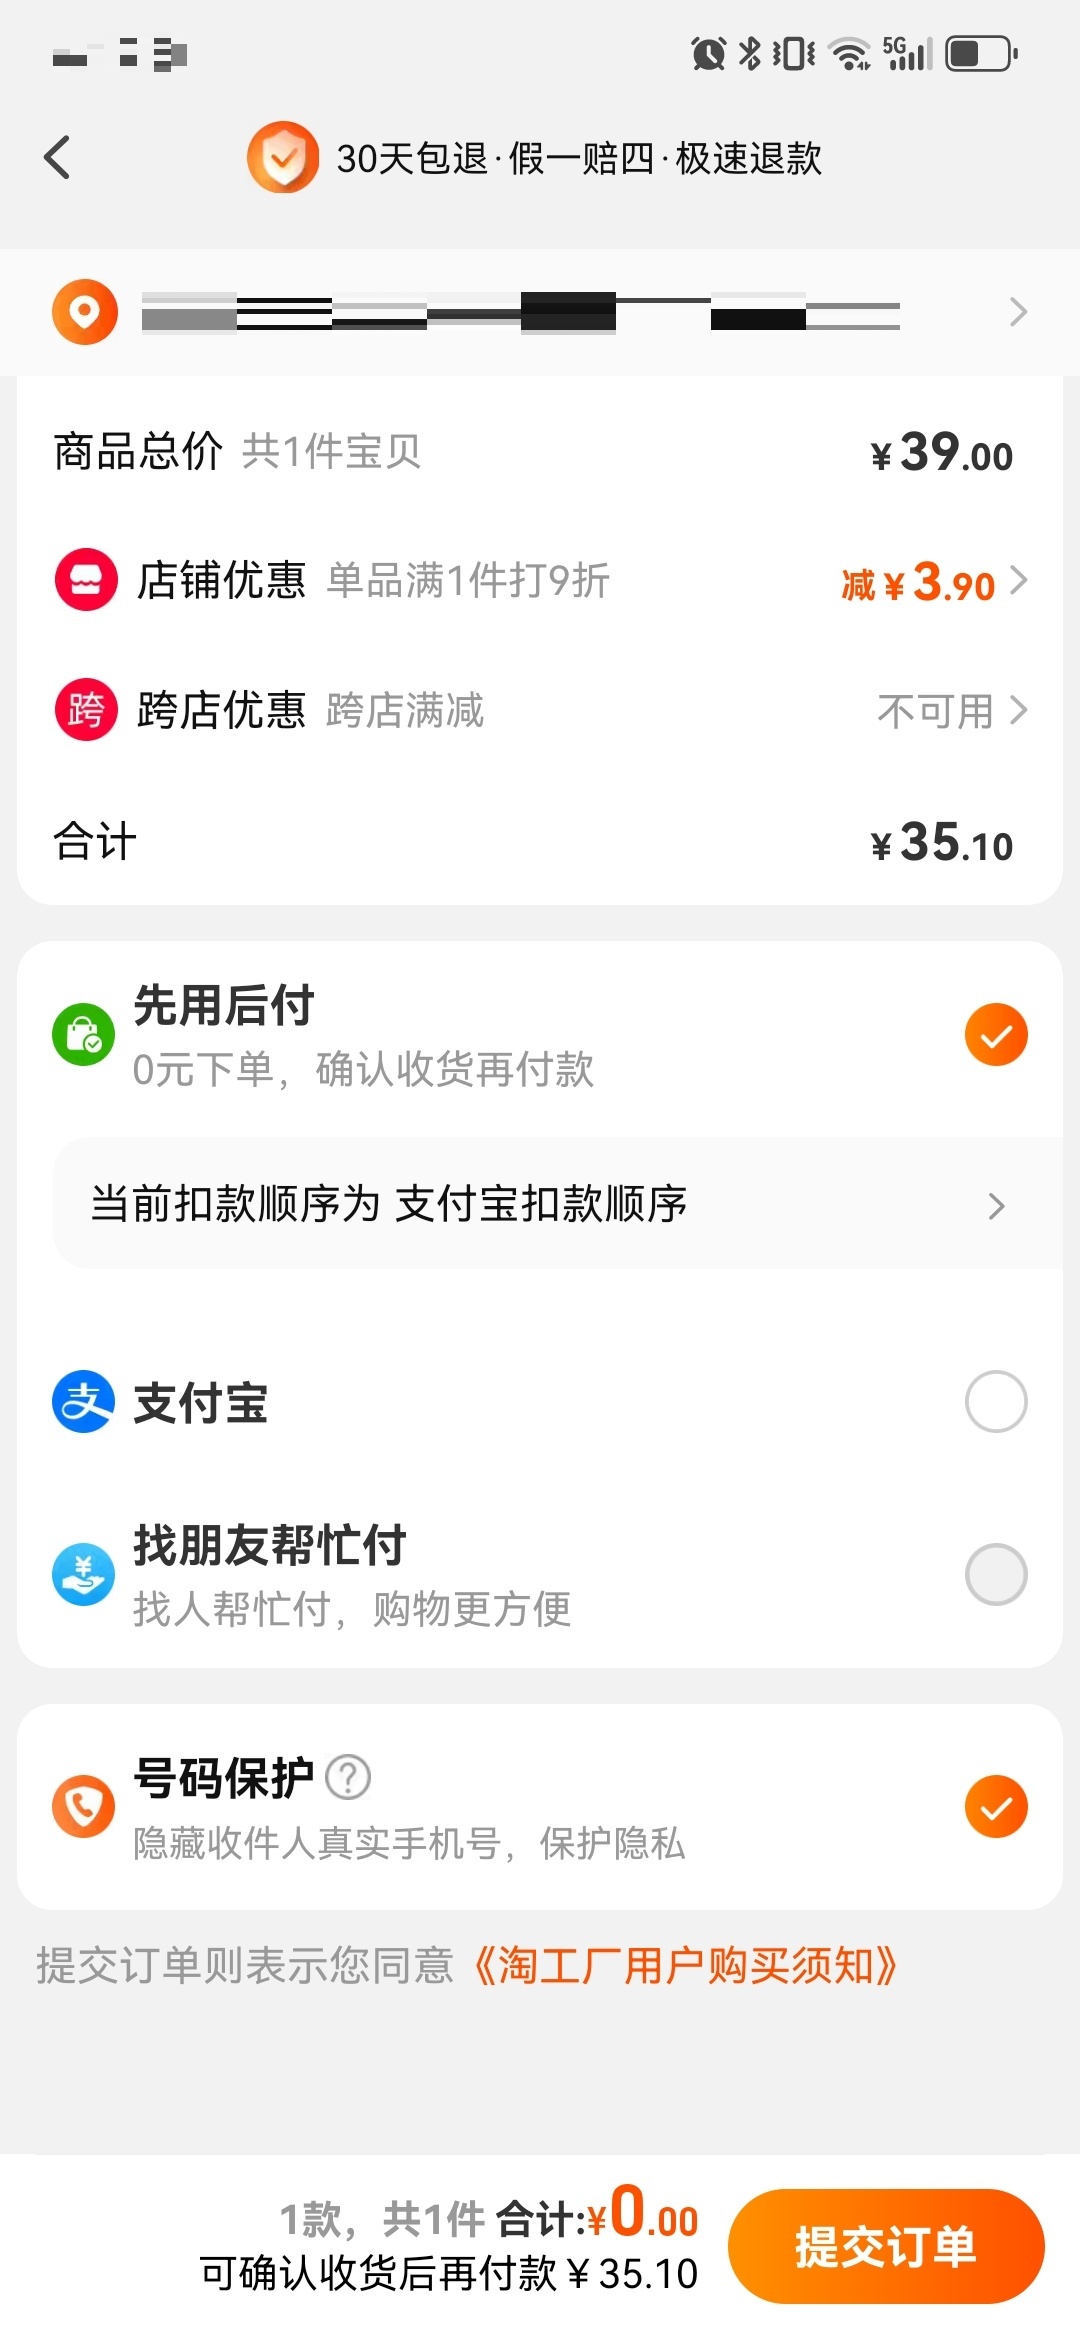 5G
30天包退·假一赔四·极速退款
商品总价 共1件宝贝 ¥39.00
店铺优惠 单品满1件打9折 减¥3.90
跨 跨店优惠 跨店满减 不可用
合计 ¥35.10
先用后付
0元下单，确认收货再付款
当前扣款顺序为 支付宝扣款顺序
支 支付宝
¥ 找朋友帮忙付
找人帮忙付，购物更方便
号码保护 ?
隐藏收件人真实手机号，保护隐私
提交订单则表示您同意《淘工厂用户购买须知》
1款，共1件 合计:¥0.00
可确认收货后再付款¥35.10
提交订单